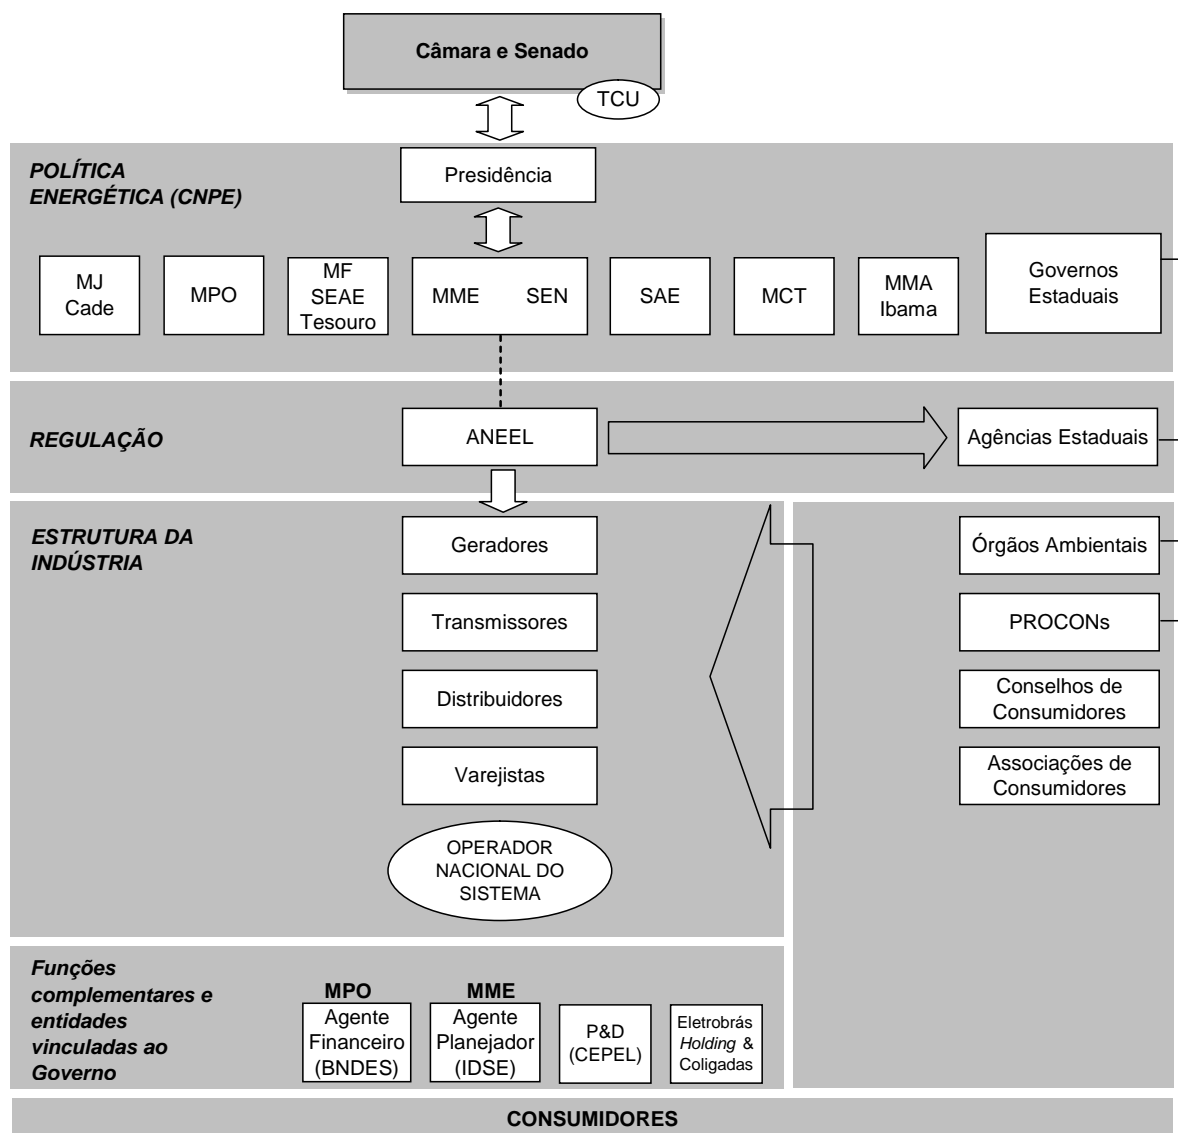 Câmara e Senado
TCU
POLÍTICA
ENERGÉTICA (CNPE)
Presidência
MJ
Cade
MPO
MF
SEAE
Tesouro
MME SEN
SAE
MCT
MMA
Ibama
Governos
Estaduais
REGULAÇÃO
ANEEL
Agências Estaduais
ESTRUTURA DA
INDÚSTRIA
Geradores
Transmissores
Distribuidores
Varejistas
OPERADOR
NACIONAL DO
SISTEMA
Órgãos Ambientais
PROCONs
Conselhos de
Consumidores
Associações de
Consumidores
Funções
complementares e
entidades
vinculadas ao
Governo
MPO
Agente
Financeiro
(BNDES)
MME
Agente
Planejador
(IDSE)
P&D
(CEPEL)
Eletrobrás
Holding &
Coligadas
CONSUMIDORES